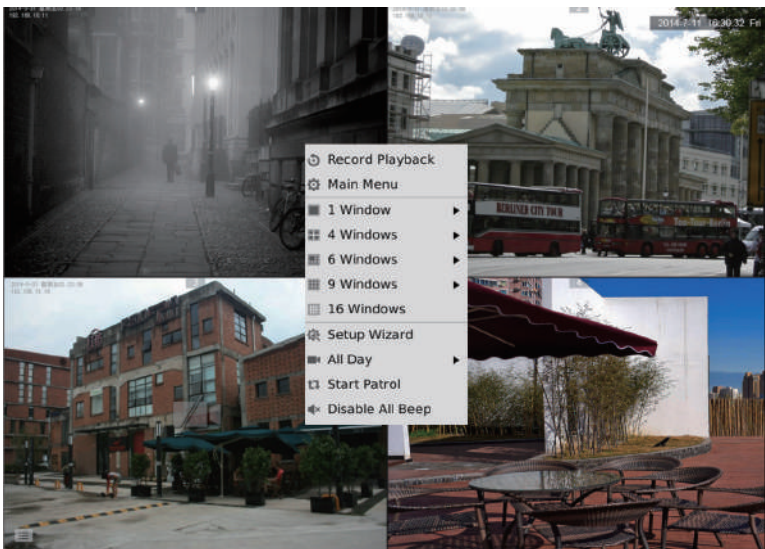 2014-7-11 16:30:32 Fri
BERLINER CITY TOUR
Record Playback
Main Menu
1 Window
4 Windows
6 Windows
9 Windows
16 Windows
Setup Wizard
All Day
Start Patrol
Disable All Beep